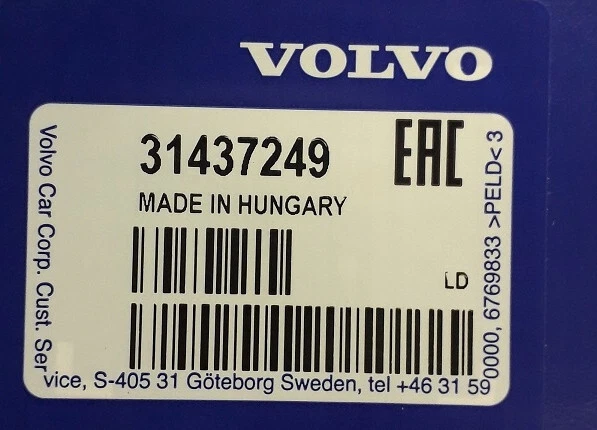 VOLVO
31437249
EAC
MADE IN HUNGARY
LD
Volvo Car Corp. Cust. Ser
vice, S-405 31 Göteborg Sweden, tel +46 31 59
0000, 6769833 >PELD< 3